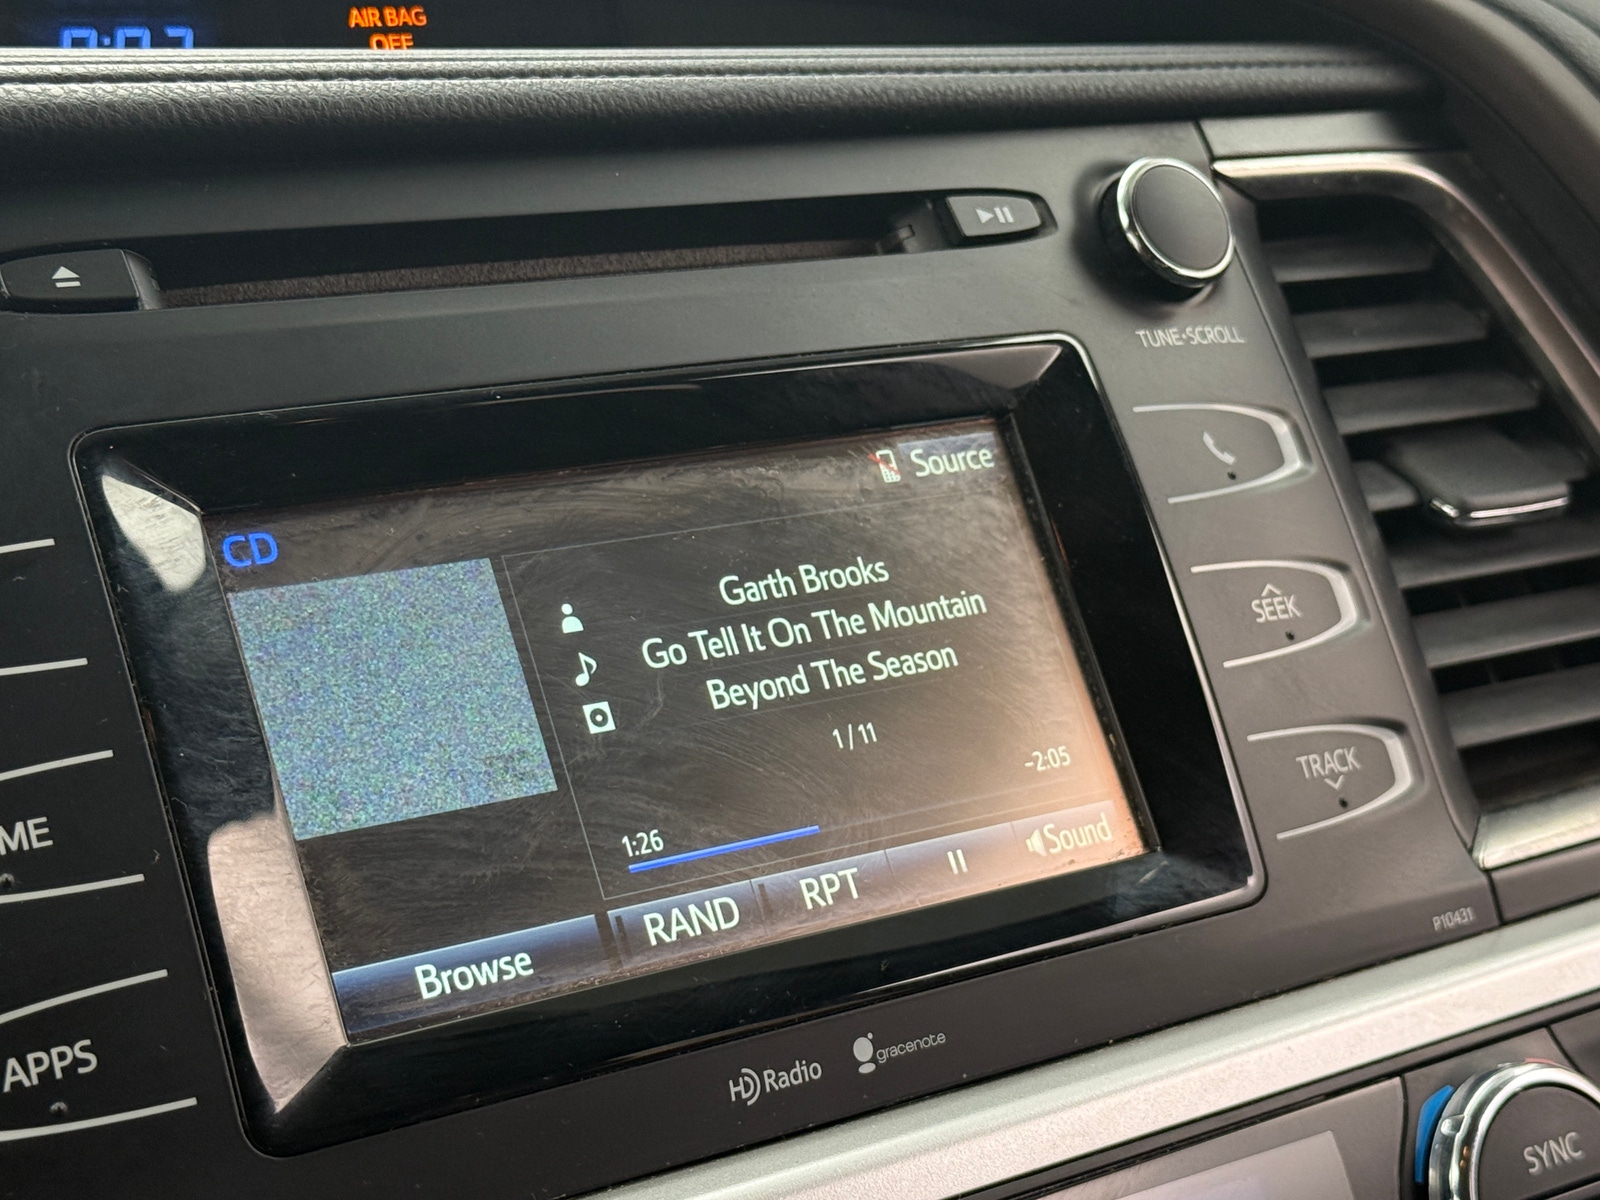 AIR BAG
OFF
TUNE•SCROLL
Source
CD
Garth Brooks
Go Tell It On The Mountain
Beyond The Season
1 / 11
-2:05
1:26
Browse
RAND
RPT
Sound
SEEK
TRACK
P10431
APPS
HD Radio
gracenote
SYNC